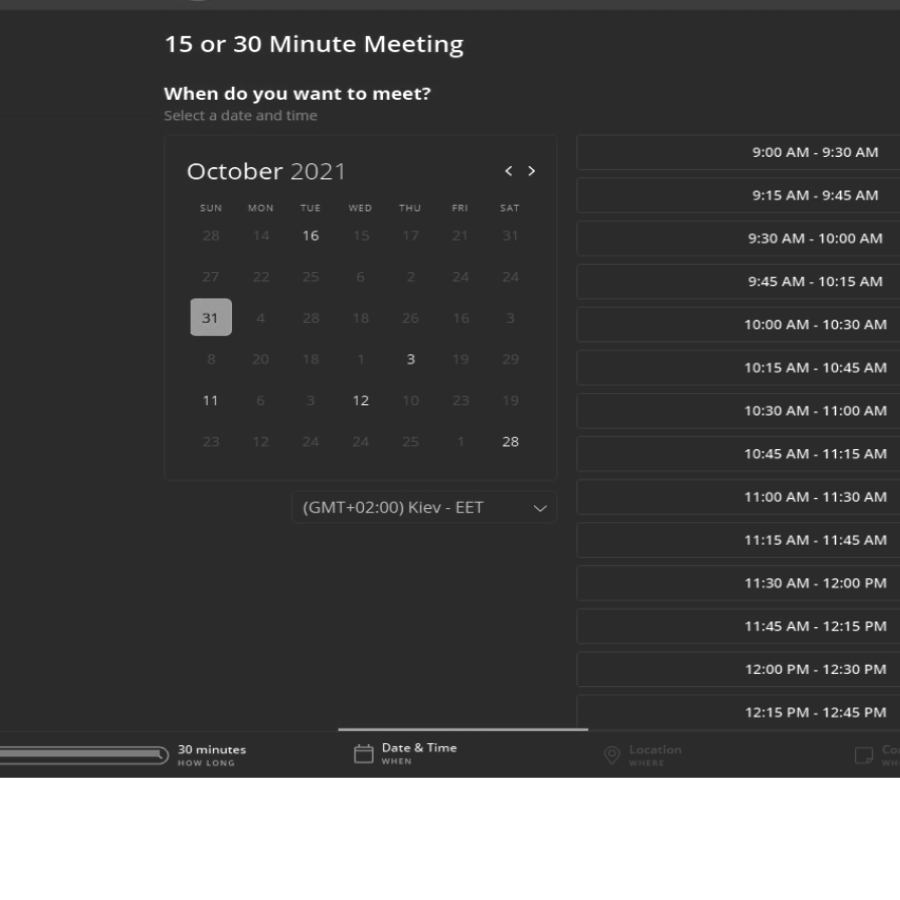 15 or 30 Minute Meeting
When do you want to meet?
Select a date and time
October 2021 < >
SUN MON TUE WED THU FRI SAT
28 14 16 15 17 21 31
27 22 25 6 2 24 24
31 4 28 18 26 16 3
8 20 18 1 3 19 29
11 6 3 12 10 23 19
23 12 24 24 25 1 28
(GMT+02:00) Kiev - EET
9:00 AM - 9:30 AM
9:15 AM - 9:45 AM
9:30 AM - 10:00 AM
9:45 AM - 10:15 AM
10:00 AM - 10:30 AM
10:15 AM - 10:45 AM
10:30 AM - 11:00 AM
10:45 AM - 11:15 AM
11:00 AM - 11:30 AM
11:15 AM - 11:45 AM
11:30 AM - 12:00 PM
11:45 AM - 12:15 PM
12:00 PM - 12:30 PM
12:15 PM - 12:45 PM
30 minutes
HOW LONG
Date & Time
WHEN
Location
WHERE